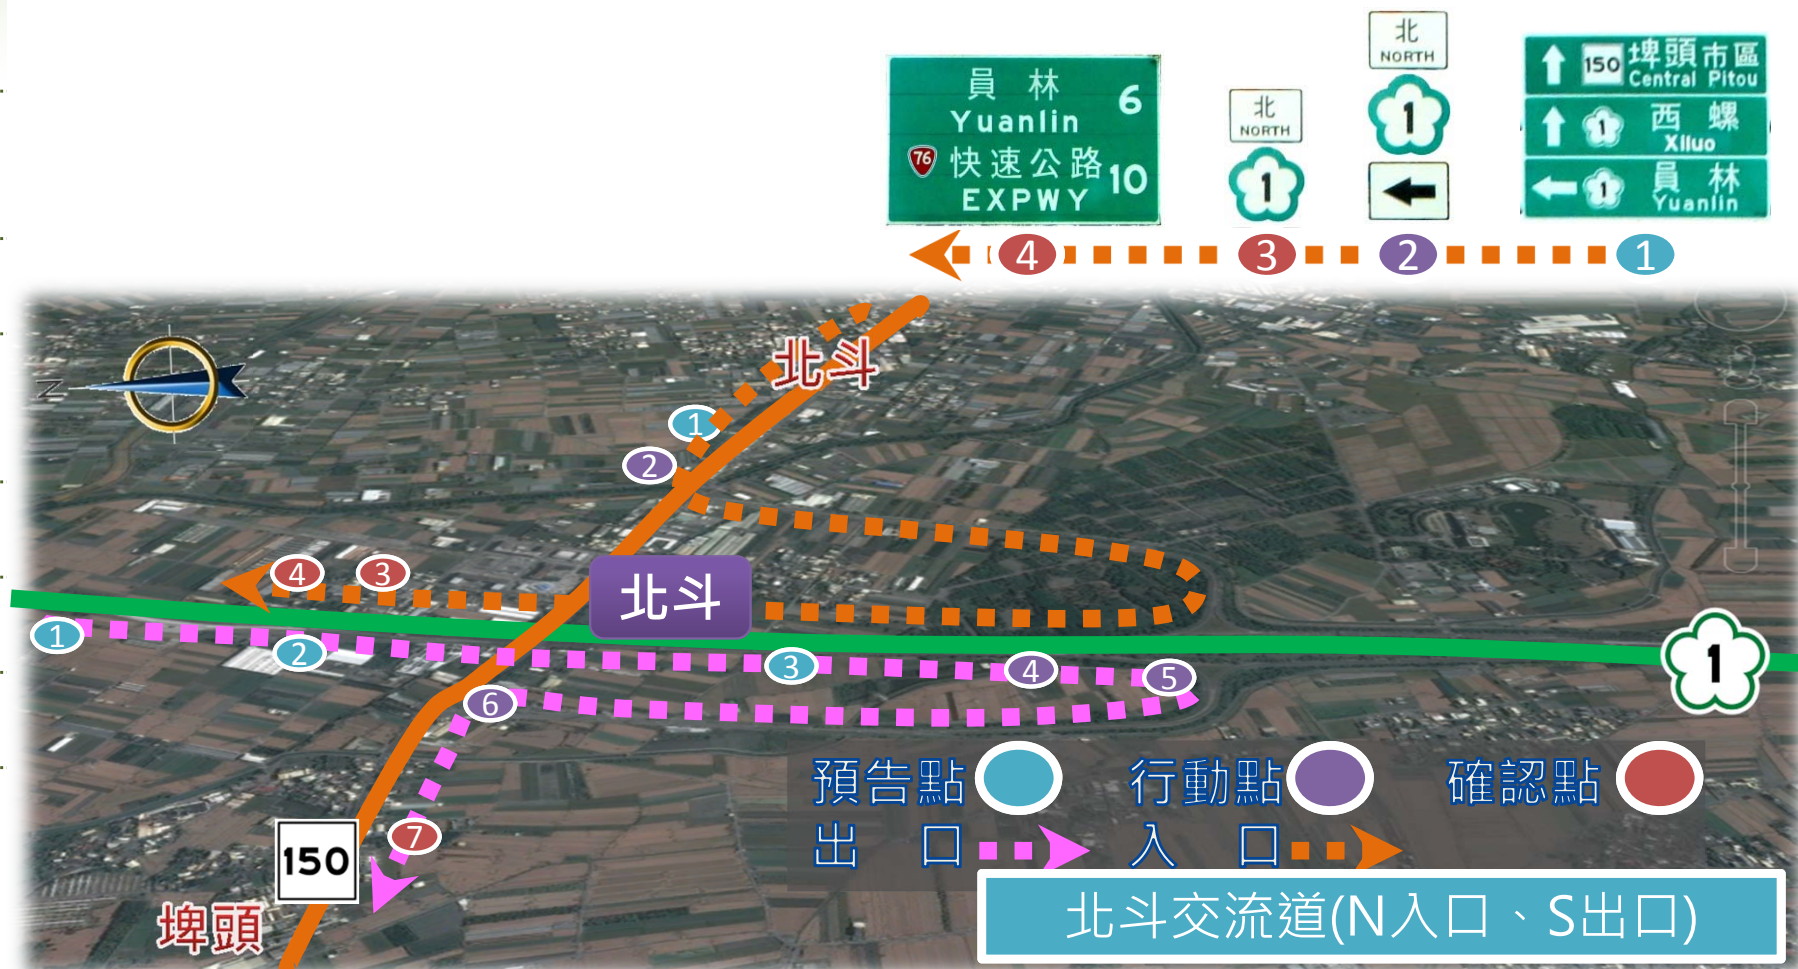 北
NORTH
1
員林
Yuanlin 6
76 快速公路 10
EXPWY
北
NORTH
1
150 埤頭市區
Central Pitou
1 西螺
Xiluo
1 員林
Yuanlin
4 3 2 1
N
北斗
1
2
北斗
4 3
1
2
3
4
5
6
1
7
150
埤頭
預告點 行動點 確認點
出口 入口
北斗交流道(N入口、S出口)